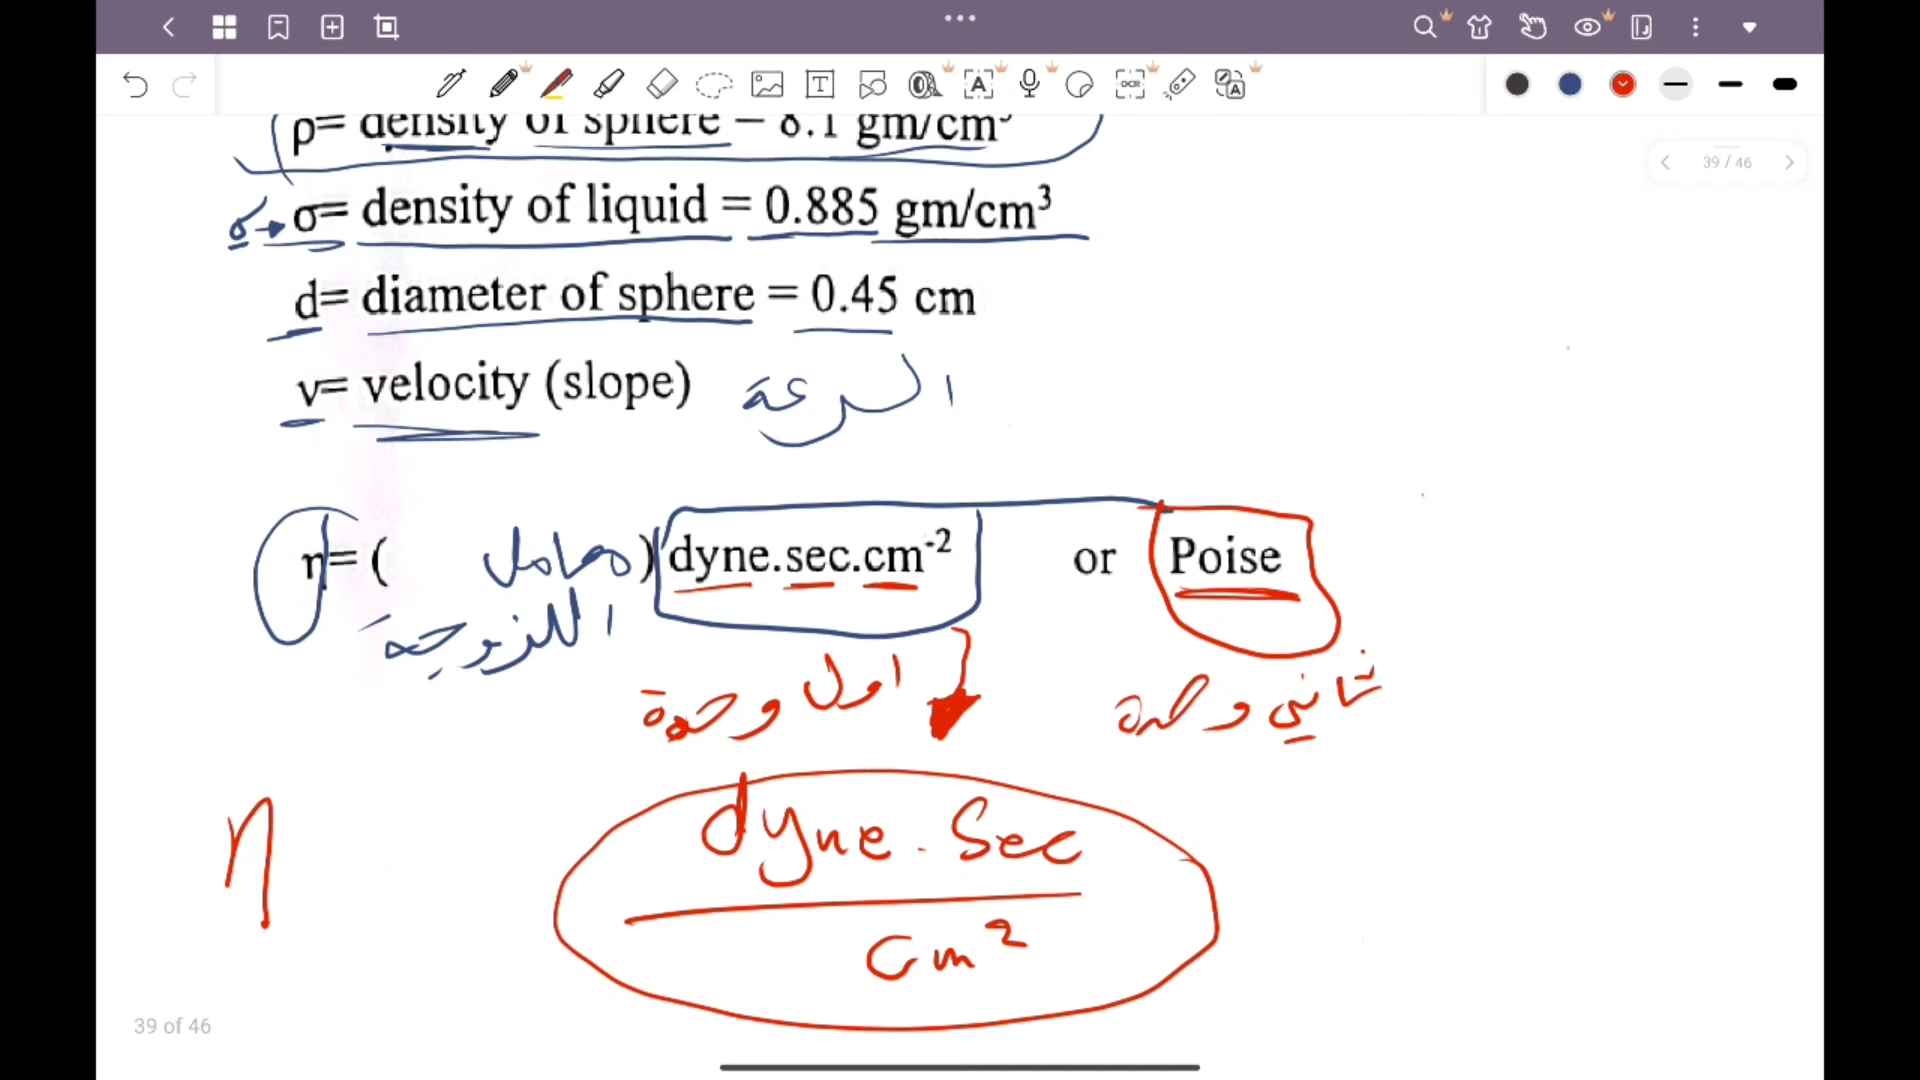 39 / 46
ρ= density of sphere = 8.1 gm/cm³
σ → σ= density of liquid = 0.885 gm/cm³
d= diameter of sphere = 0.45 cm
v= velocity (slope) السرعة
η= ( معامل ) dyne.sec.cm⁻² or Poise
اللزوجة
اول وحدة ثاني وحدة
η dyne . Sec
cm²
39 of 46